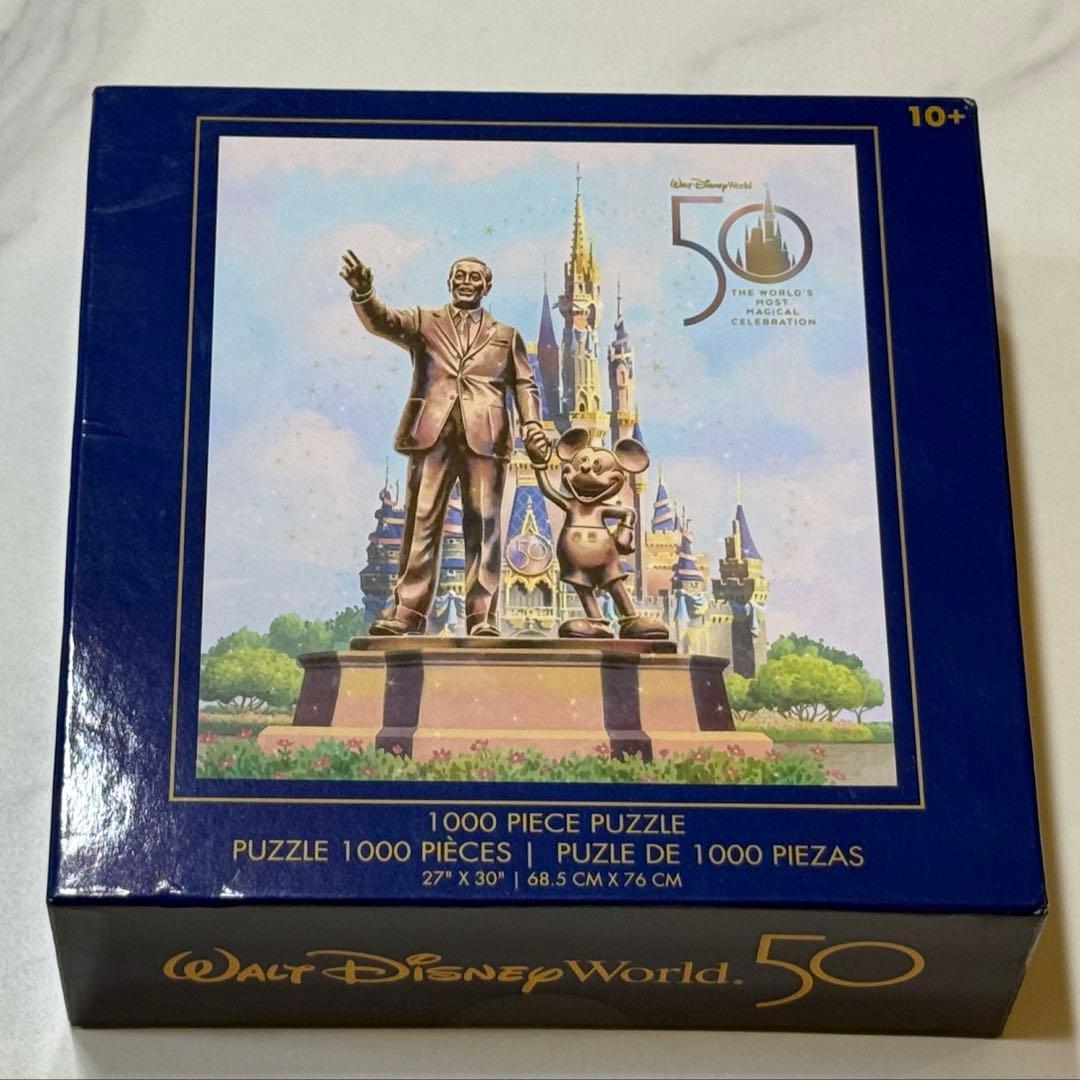 10+
Walt Disney World
50
THE WORLD'S
MOST
MAGICAL
CELEBRATION
50
1000 PIECE PUZZLE
PUZZLE 1000 PIÈCES | PUZLE DE 1000 PIEZAS
27" X 30" | 68.5 CM X 76 CM
WALT DISNEY World. 50